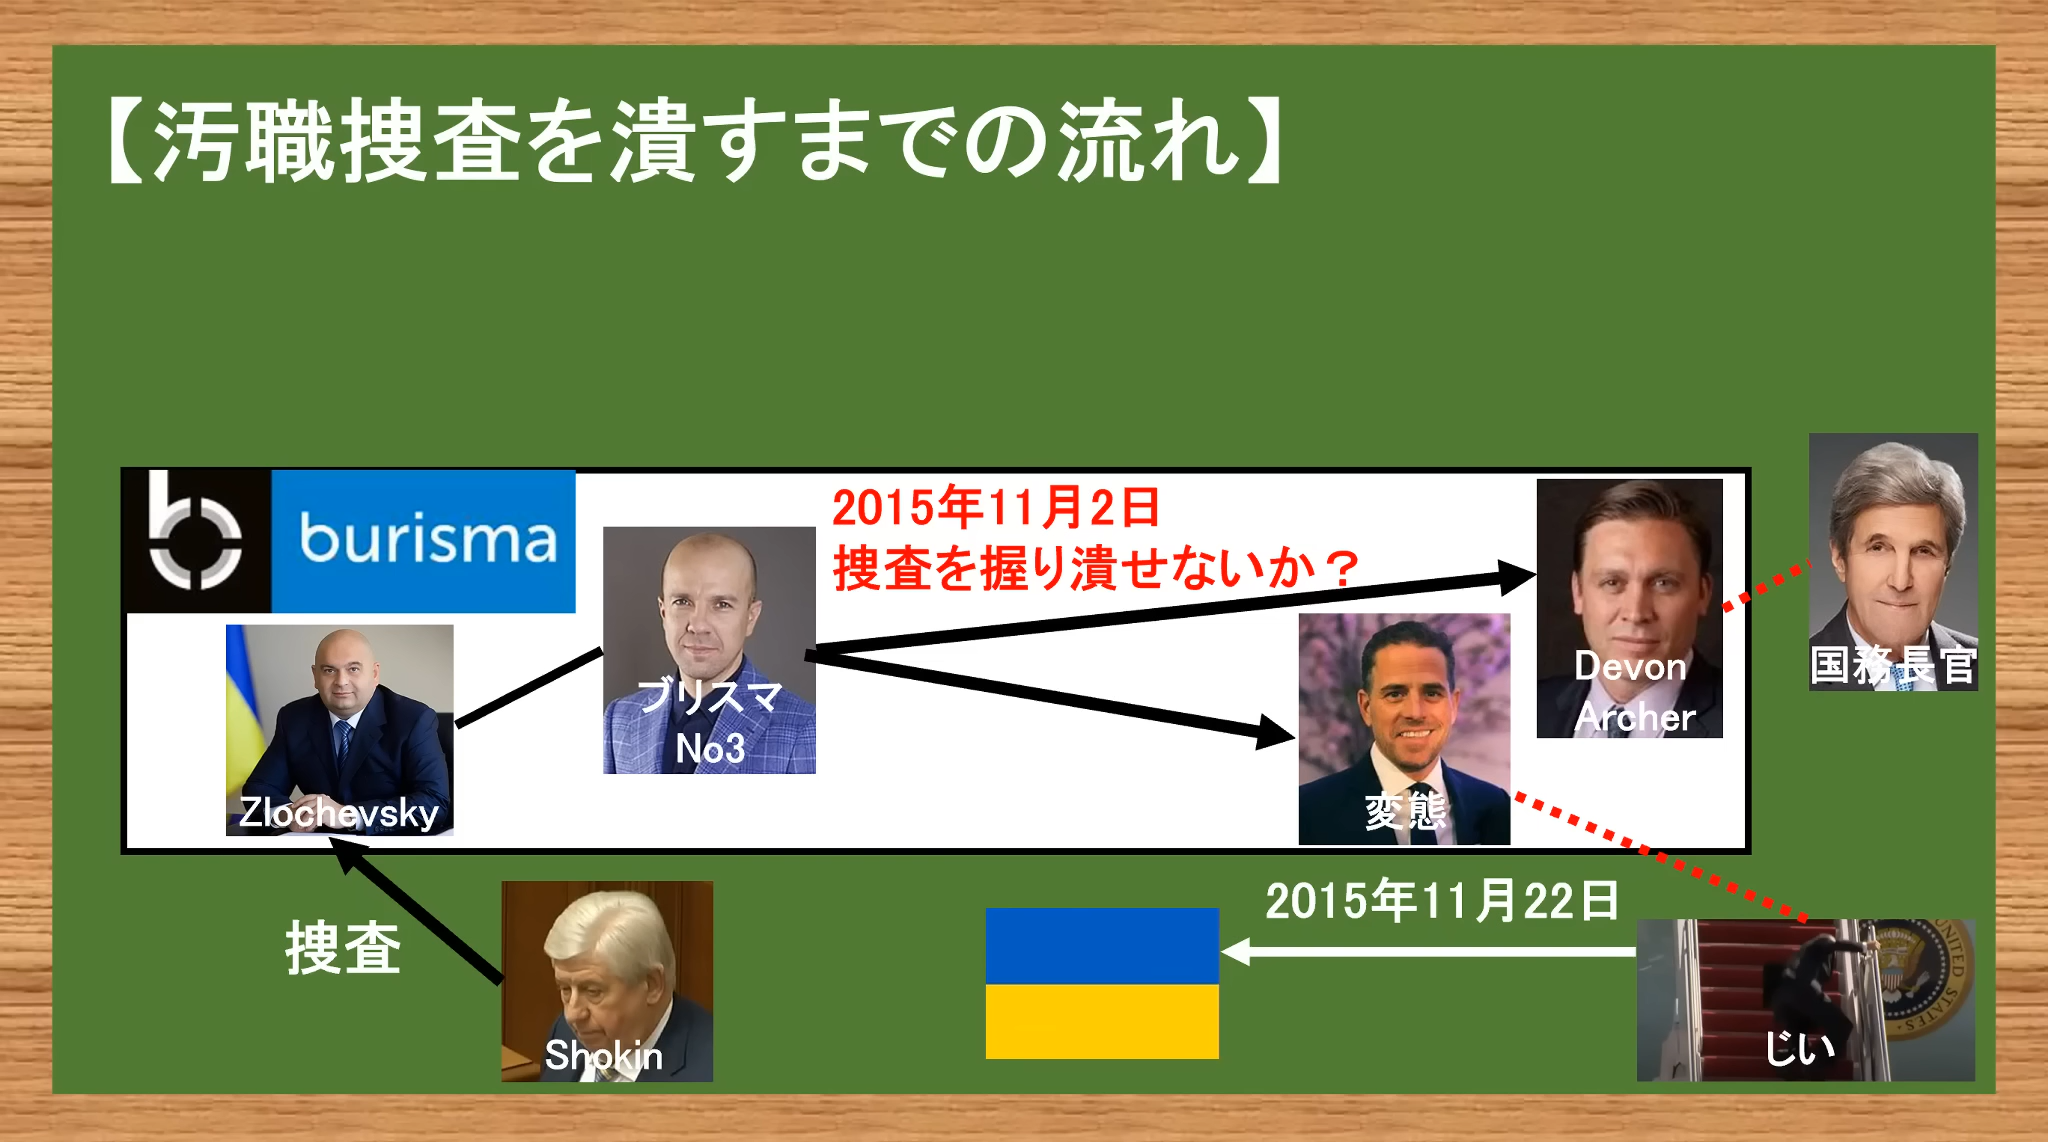 【汚職捜査を潰すまでの流れ】
burisma
2015年11月2日
捜査を握り潰せないか？
ブリスマ
No3
Zlochevsky
Devon
Archer
国務長官
変態
捜査
Shokin
2015年11月22日
じい
UNITED
STATES